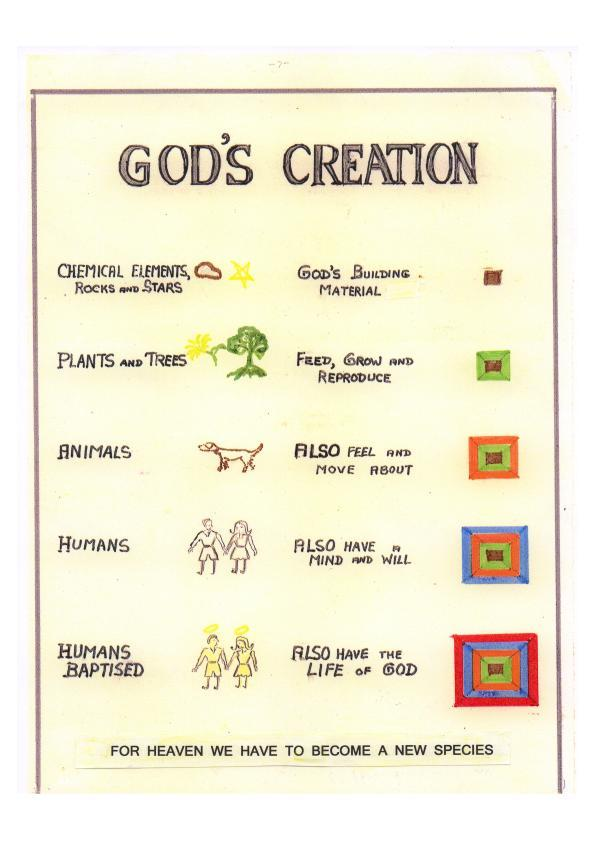 -7-
GOD'S CREATION
CHEMICAL ELEMENTS,
ROCKS AND STARS
GOD'S BUILDING
MATERIAL
PLANTS AND TREES
FEED, GROW AND
REPRODUCE
ANIMALS
ALSO FEEL AND
MOVE ABOUT
HUMANS
ALSO HAVE A
MIND AND WILL
HUMANS
BAPTISED
ALSO HAVE THE
LIFE OF GOD
FOR HEAVEN WE HAVE TO BECOME A NEW SPECIES